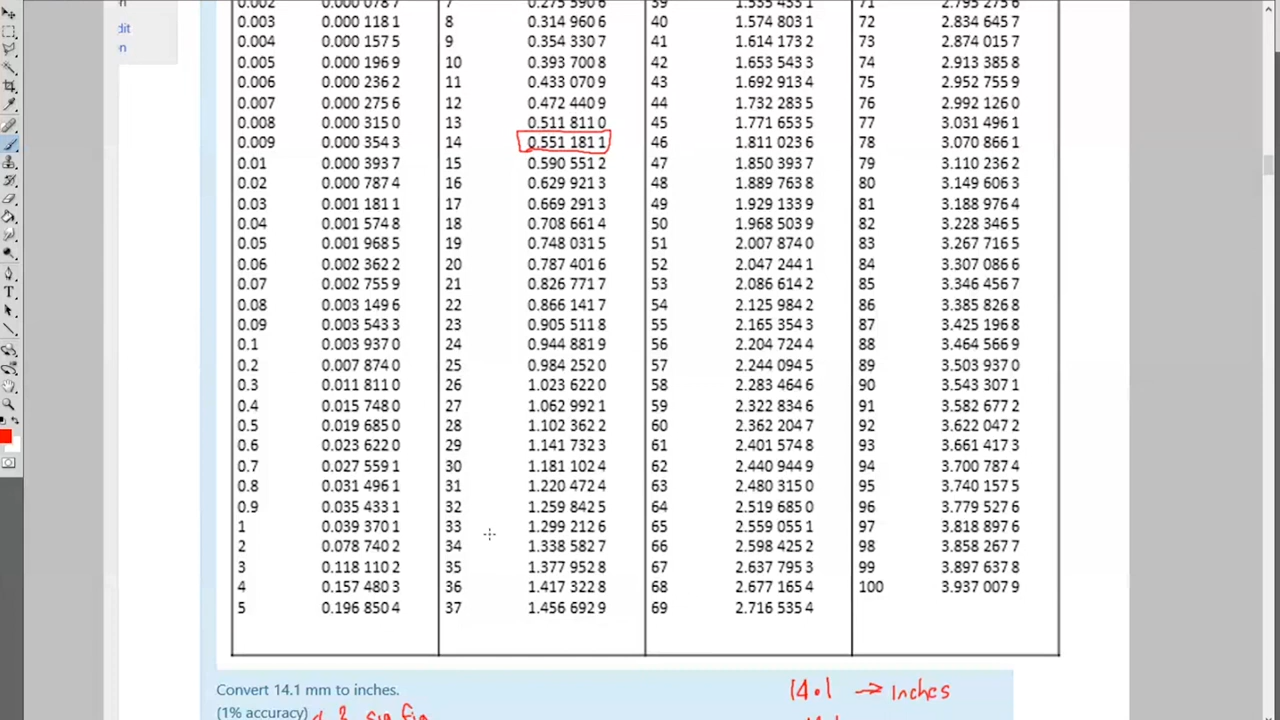 0.002 0.000 078 7 7 0.275 590 6 39 1.535 433 1 71 2.795 275 6
0.003 0.000 118 1 8 0.314 960 6 40 1.574 803 1 72 2.834 645 7
dit
0.004 0.000 157 5 9 0.354 330 7 41 1.614 173 2 73 2.874 015 7
n
0.005 0.000 196 9 10 0.393 700 8 42 1.653 543 3 74 2.913 385 8
0.006 0.000 236 2 11 0.433 070 9 43 1.692 913 4 75 2.952 755 9
0.007 0.000 275 6 12 0.472 440 9 44 1.732 283 5 76 2.992 126 0
0.008 0.000 315 0 13 0.511 811 0 45 1.771 653 5 77 3.031 496 1
0.009 0.000 354 3 14 0.551 181 1 46 1.811 023 6 78 3.070 866 1
0.01 0.000 393 7 15 0.590 551 2 47 1.850 393 7 79 3.110 236 2
0.02 0.000 787 4 16 0.629 921 3 48 1.889 763 8 80 3.149 606 3
0.03 0.001 181 1 17 0.669 291 3 49 1.929 133 9 81 3.188 976 4
0.04 0.001 574 8 18 0.708 661 4 50 1.968 503 9 82 3.228 346 5
0.05 0.001 968 5 19 0.748 031 5 51 2.007 874 0 83 3.267 716 5
0.06 0.002 362 2 20 0.787 401 6 52 2.047 244 1 84 3.307 086 6
0.07 0.002 755 9 21 0.826 771 7 53 2.086 614 2 85 3.346 456 7
0.08 0.003 149 6 22 0.866 141 7 54 2.125 984 2 86 3.385 826 8
0.09 0.003 543 3 23 0.905 511 8 55 2.165 354 3 87 3.425 196 8
0.1 0.003 937 0 24 0.944 881 9 56 2.204 724 4 88 3.464 566 9
0.2 0.007 874 0 25 0.984 252 0 57 2.244 094 5 89 3.503 937 0
0.3 0.011 811 0 26 1.023 622 0 58 2.283 464 6 90 3.543 307 1
0.4 0.015 748 0 27 1.062 992 1 59 2.322 834 6 91 3.582 677 2
0.5 0.019 685 0 28 1.102 362 2 60 2.362 204 7 92 3.622 047 2
0.6 0.023 622 0 29 1.141 732 3 61 2.401 574 8 93 3.661 417 3
0.7 0.027 559 1 30 1.181 102 4 62 2.440 944 9 94 3.700 787 4
0.8 0.031 496 1 31 1.220 472 4 63 2.480 315 0 95 3.740 157 5
0.9 0.035 433 1 32 1.259 842 5 64 2.519 685 0 96 3.779 527 6
1 0.039 370 1 33 1.299 212 6 65 2.559 055 1 97 3.818 897 6
2 0.078 740 2 34 1.338 582 7 66 2.598 425 2 98 3.858 267 7
3 0.118 110 2 35 1.377 952 8 67 2.637 795 3 99 3.897 637 8
4 0.157 480 3 36 1.417 322 8 68 2.677 165 4 100 3.937 007 9
5 0.196 850 4 37 1.456 692 9 69 2.716 535 4
Convert 14.1 mm to inches. 14.1 → Inches
(1% accuracy) sig fig